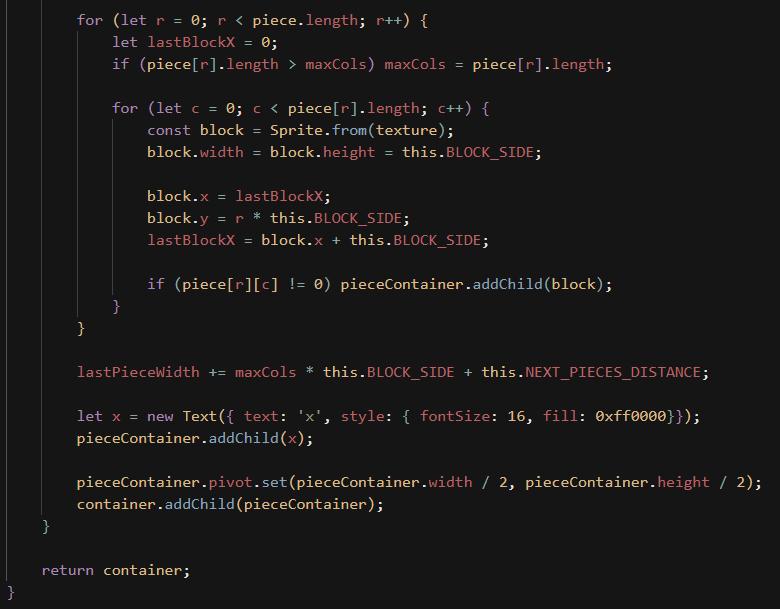 for (let r = 0; r < piece.length; r++) {
let lastBlockX = 0;
if (piece[r].length > maxCols) maxCols = piece[r].length;
for (let c = 0; c < piece[r].length; c++) {
const block = Sprite.from(texture);
block.width = block.height = this.BLOCK_SIDE;
block.x = lastBlockX;
block.y = r * this.BLOCK_SIDE;
lastBlockX = block.x + this.BLOCK_SIDE;
if (piece[r][c] != 0) pieceContainer.addChild(block);
}
}
lastPieceWidth += maxCols * this.BLOCK_SIDE + this.NEXT_PIECES_DISTANCE;
let x = new Text({ text: 'x', style: { fontSize: 16, fill: 0xff0000}});
pieceContainer.addChild(x);
pieceContainer.pivot.set(pieceContainer.width / 2, pieceContainer.height / 2);
container.addChild(pieceContainer);
}
return container;
}